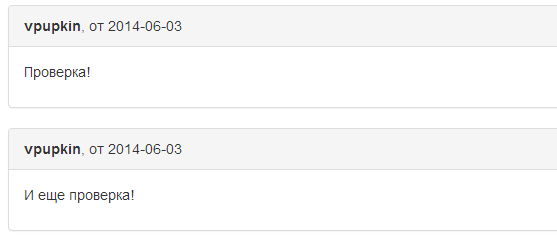 vpupkin, от 2014-06-03
Проверка!
vpupkin, от 2014-06-03
И еще проверка!